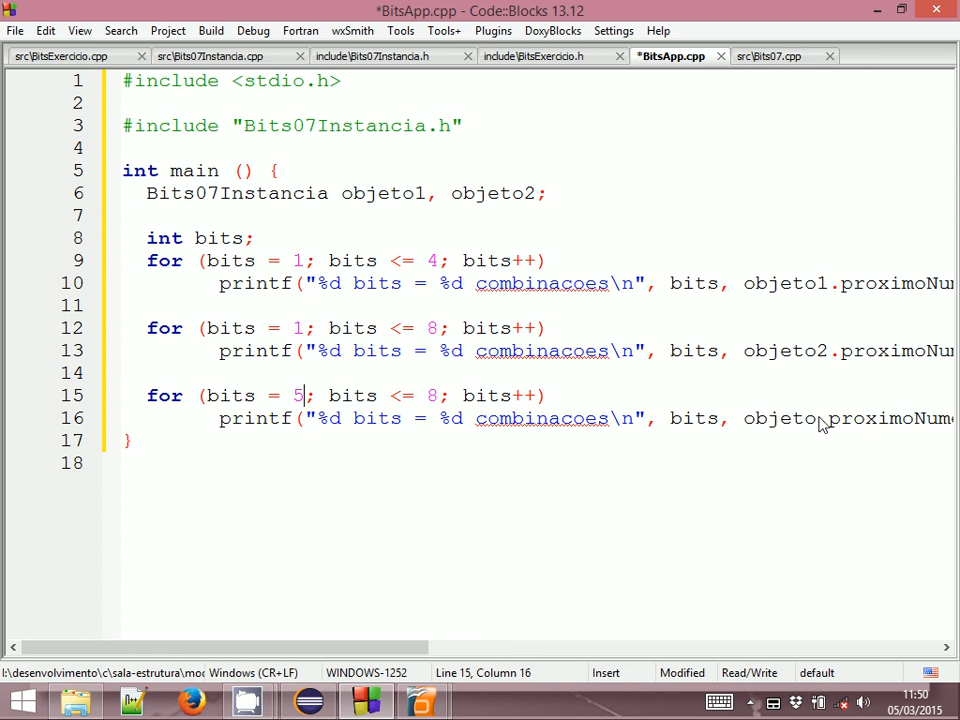 *BitsApp.cpp - Code::Blocks 13.12
File Edit View Search Project Build Debug Fortran wxSmith Tools Tools+ Plugins DoxyBlocks Settings Help
src\BitsExercicio.cpp src\Bits07Instancia.cpp include\Bits07Instancia.h include\BitsExercicio.h *BitsApp.cpp src\Bits07.cpp
1 #include <stdio.h>
2
3 #include "Bits07Instancia.h"
4
5 int main () {
6 Bits07Instancia objeto1, objeto2;
7
8 int bits;
9 for (bits = 1; bits <= 4; bits++)
10 printf("%d bits = %d combinacoes\n", bits, objeto1.proximoNu
11
12 for (bits = 1; bits <= 8; bits++)
13 printf("%d bits = %d combinacoes\n", bits, objeto2.proximoNu
14
15 for (bits = 5; bits <= 8; bits++)
16 printf("%d bits = %d combinacoes\n", bits, objeto.proximoNum
17 }
18
I:\desenvolvimento\c\sala-estrutura\mod Windows (CR+LF) WINDOWS-1252 Line 15, Column 16 Insert Modified Read/Write default
11:50
05/03/2015